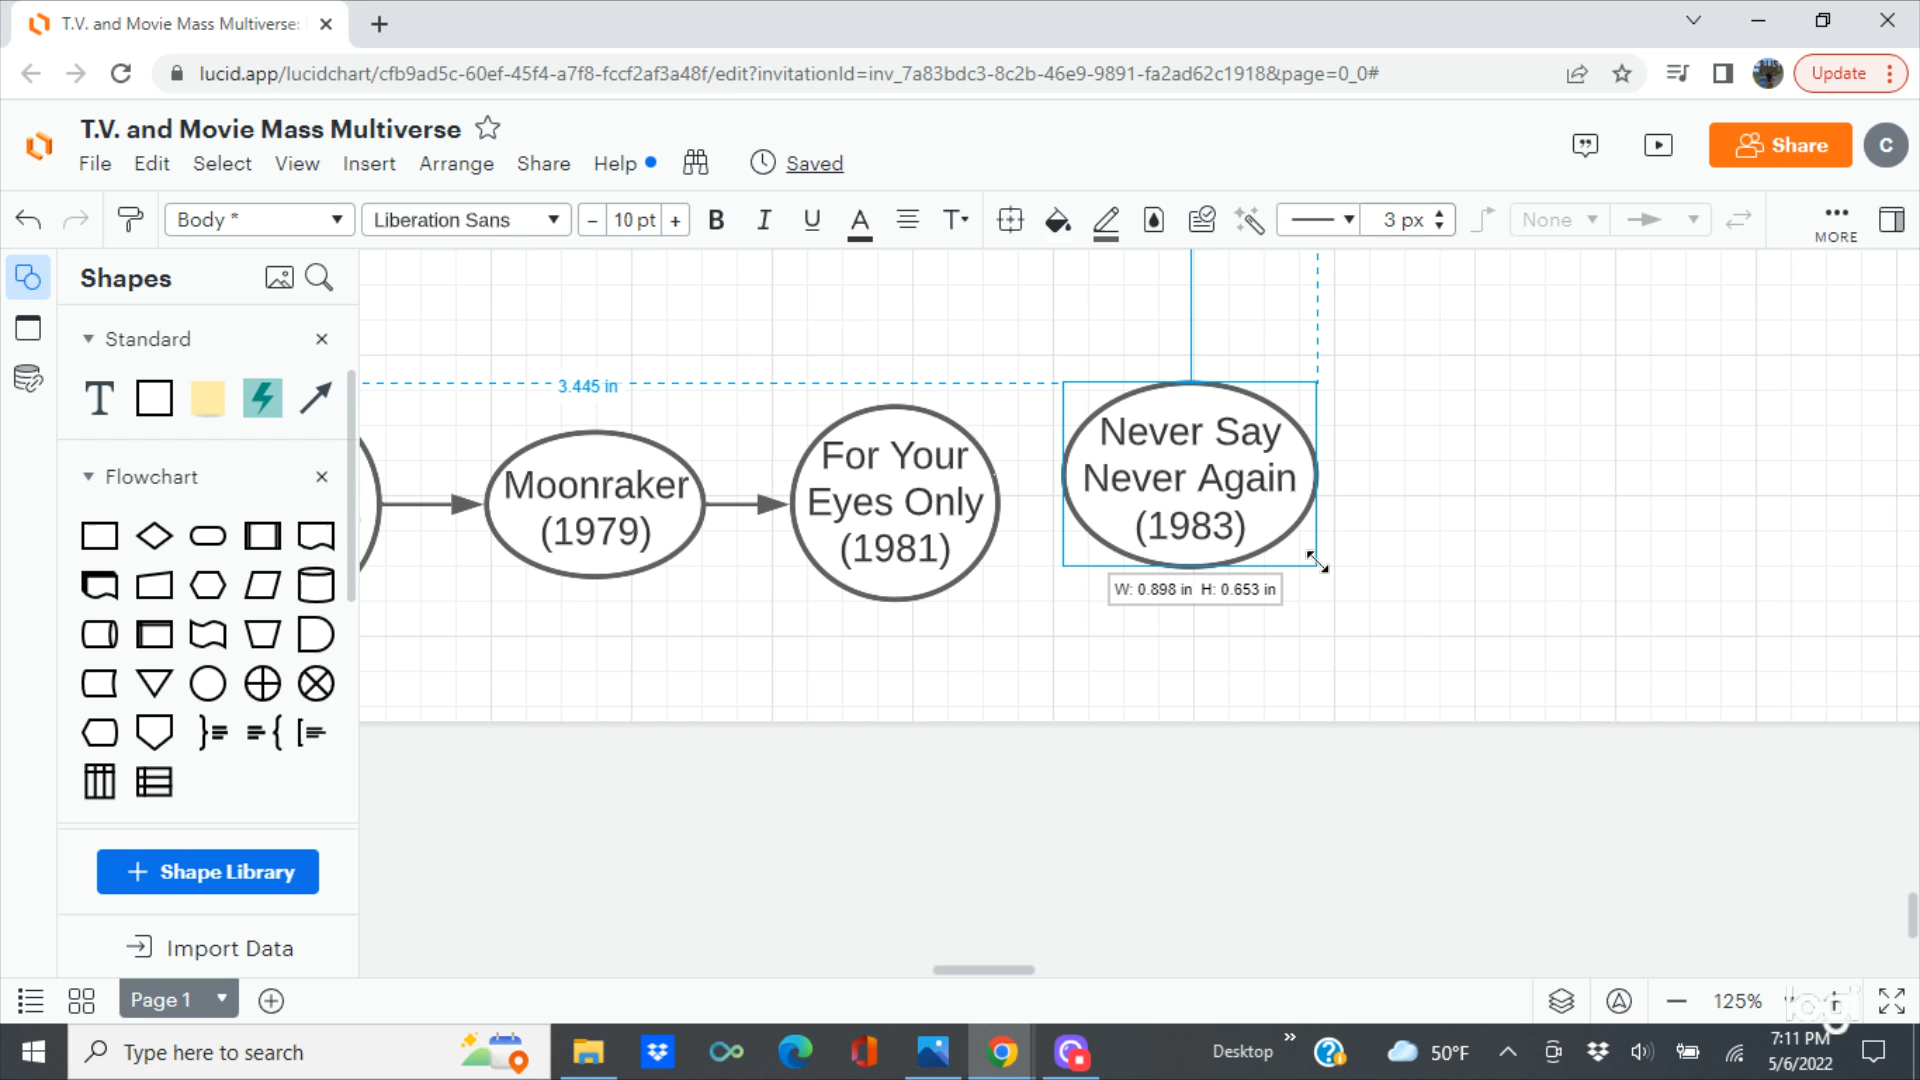 T.V. and Movie Mass Multiverse:
lucid.app/lucidchart/cfb9ad5c-60ef-45f4-a7f8-fccf2af3a48f/edit?invitationId=inv_7a83bdc3-8c2b-46e9-9891-fa2ad62c1918&page=0_0#
Update
T.V. and Movie Mass Multiverse
File Edit Select View Insert Arrange Share Help Saved
Share
C
Body *
Liberation Sans
− 10 pt +
B I U A T
3 px
None
MORE
Shapes
Standard
T
Flowchart
Shape Library
Import Data
3.445 in
Moonraker
(1979)
For Your
Eyes Only
(1981)
Never Say
Never Again
(1983)
W: 0.898 in H: 0.653 in
Page 1
125%
logi
Type here to search
Desktop
50°F
7:11 PM
5/6/2022